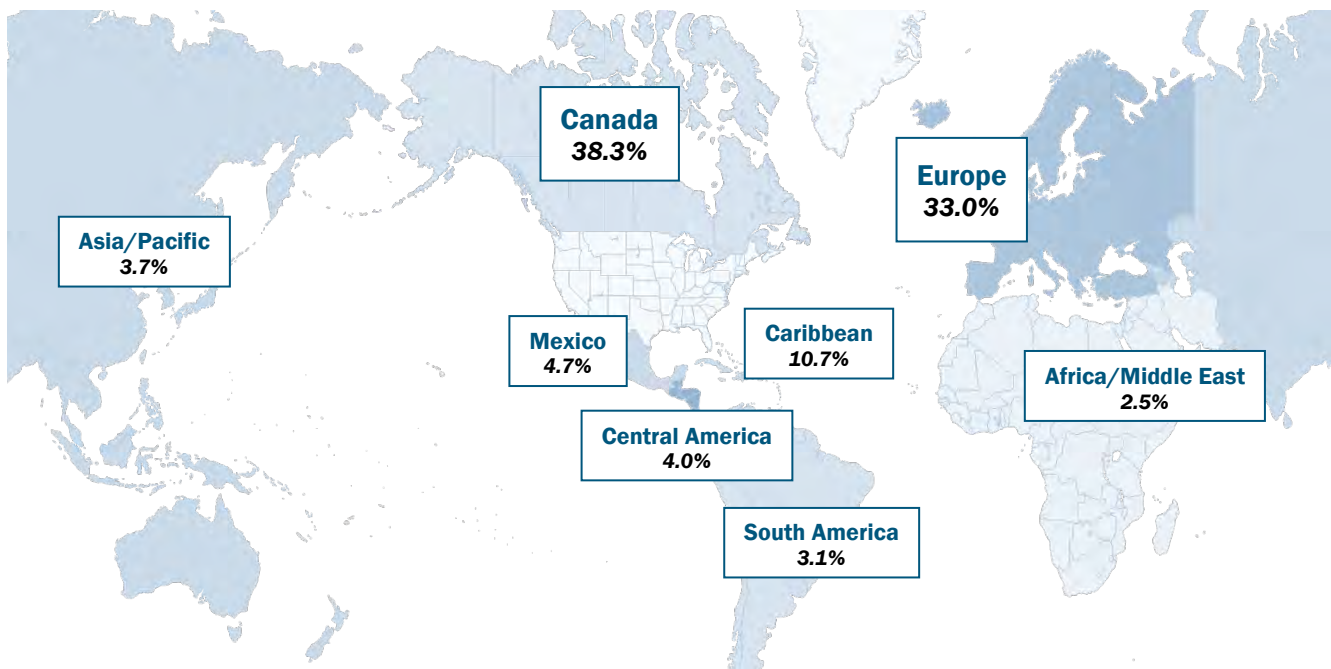 Canada
38.3%
Europe
33.0%
Asia/Pacific
3.7%
Mexico
4.7%
Caribbean
10.7%
Africa/Middle East
2.5%
Central America
4.0%
South America
3.1%